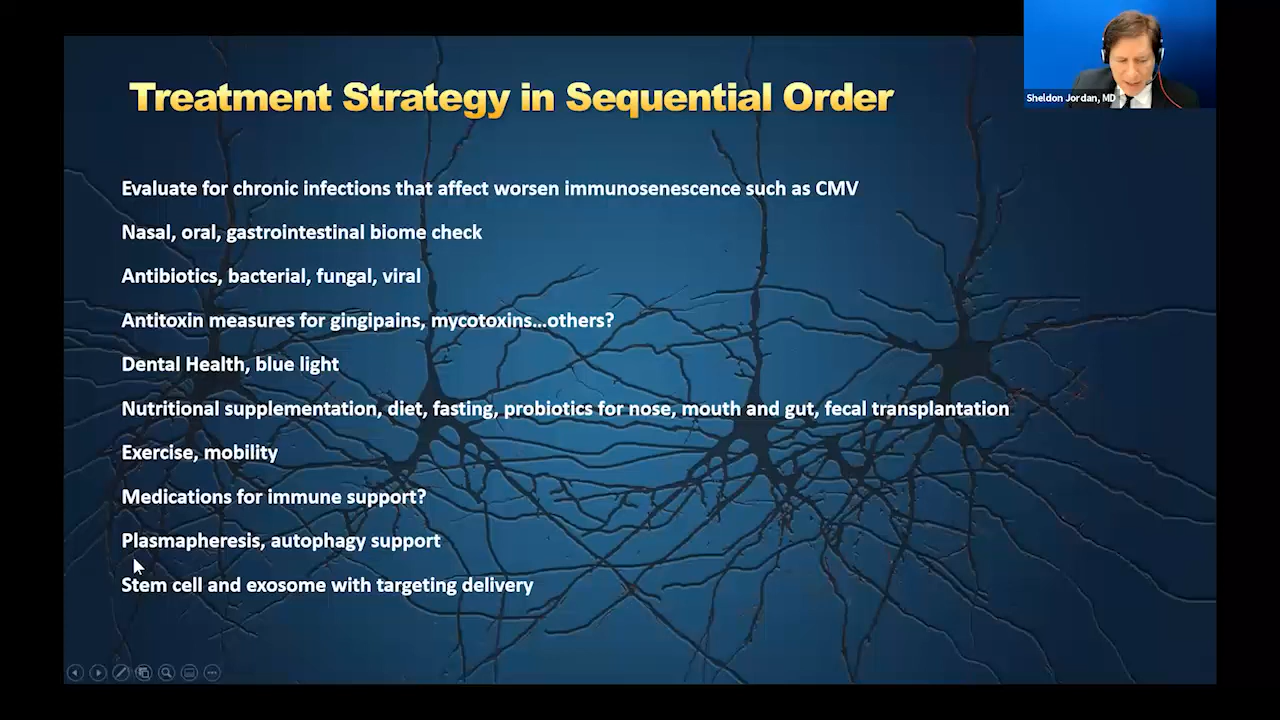 Treatment Strategy in Sequential Order
Sheldon Jordan, MD
Evaluate for chronic infections that affect worsen immunosenescence such as CMV
Nasal, oral, gastrointestinal biome check
Antibiotics, bacterial, fungal, viral
Antitoxin measures for gingipains, mycotoxins...others?
Dental Health, blue light
Nutritional supplementation, diet, fasting, probiotics for nose, mouth and gut, fecal transplantation
Exercise, mobility
Medications for immune support?
Plasmapheresis, autophagy support
Stem cell and exosome with targeting delivery